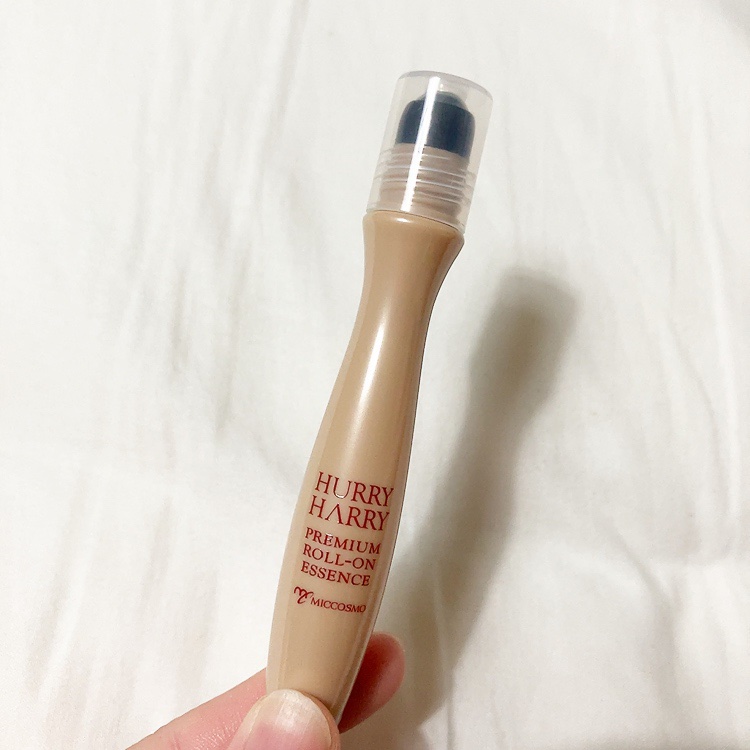 HURRY
HARRY
PREMIUM
ROLL-ON
ESSENCE
MICCOSMO